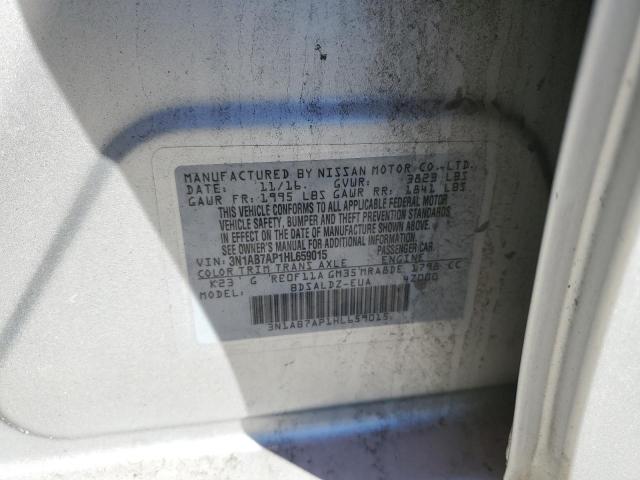 MANUFACTURED BY NISSAN MOTOR CO.,LTD.
DATE: 11/16. GVWR: 3823 LBS
GAWR FR: 1995 LBS GAWR RR: 1841 LBS
THIS VEHICLE CONFORMS TO ALL APPLICABLE FEDERAL MOTOR
VEHICLE SAFETY, BUMPER AND THEFT PREVENTION STANDARDS
IN EFFECT ON THE DATE OF MANUFACTURE SHOWN ABOVE.
SEE OWNER'S MANUAL FOR ADDITIONAL INFORMATION
VIN: 3N1AB7AP1HL659015 PASSENGER CAR
COLOR TRIM TRANS AXLE ENGINE
K23 G RE0F11A GM35 MRA8DE 1798 CC
MODEL: BDSALDZ-EUA 42000
3N1AB7AP1HL659015